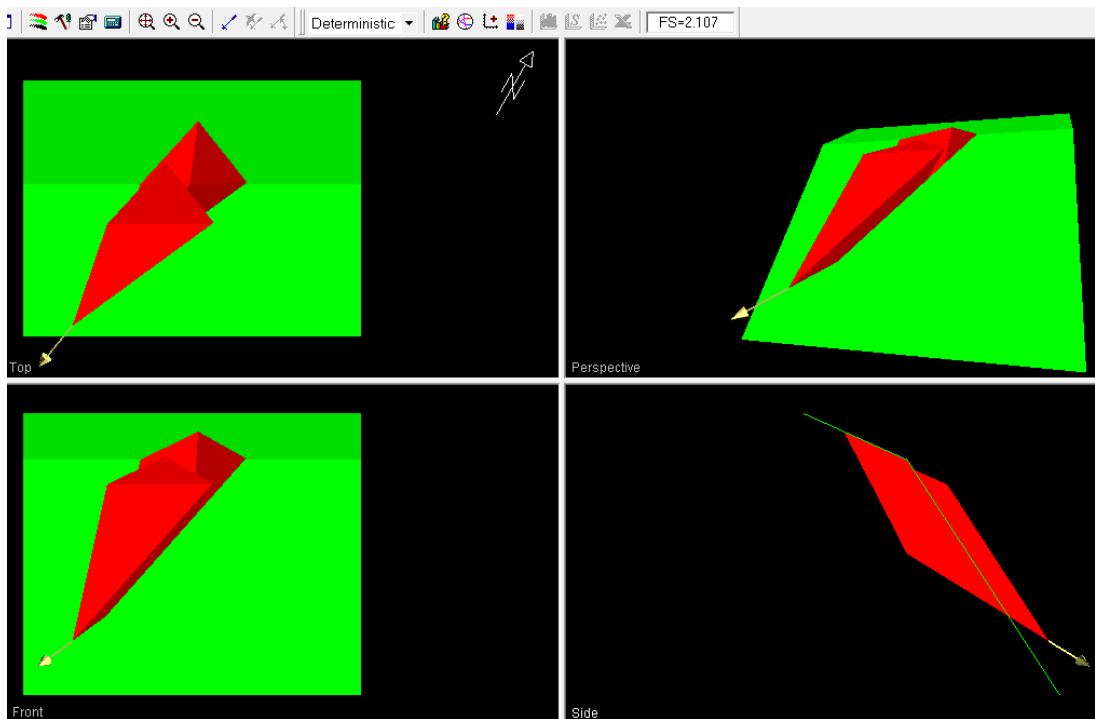 Deterministic FS=2.107
N
Top
Perspective
Front
Side